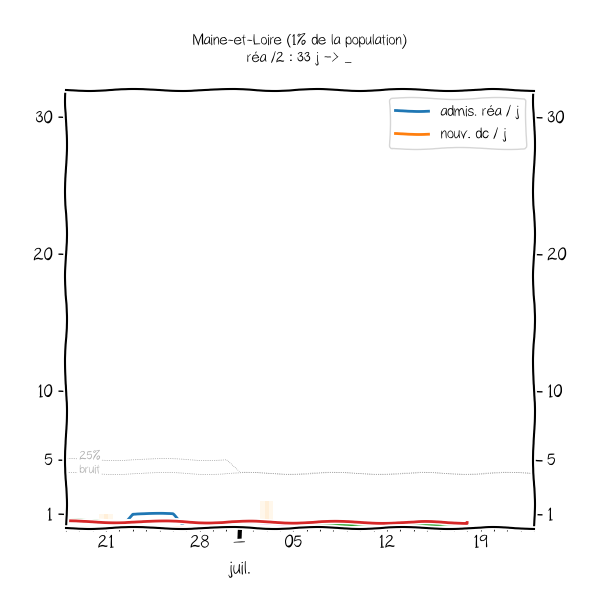 Maine-et-Loire (1% de la population)
réa /2 : 33 j -> _
admis. réa / j
nouv. dc / j
30
30
20
20
10
10
5
5
25%
bruit
1
1
21
28
05
12
19
juil.